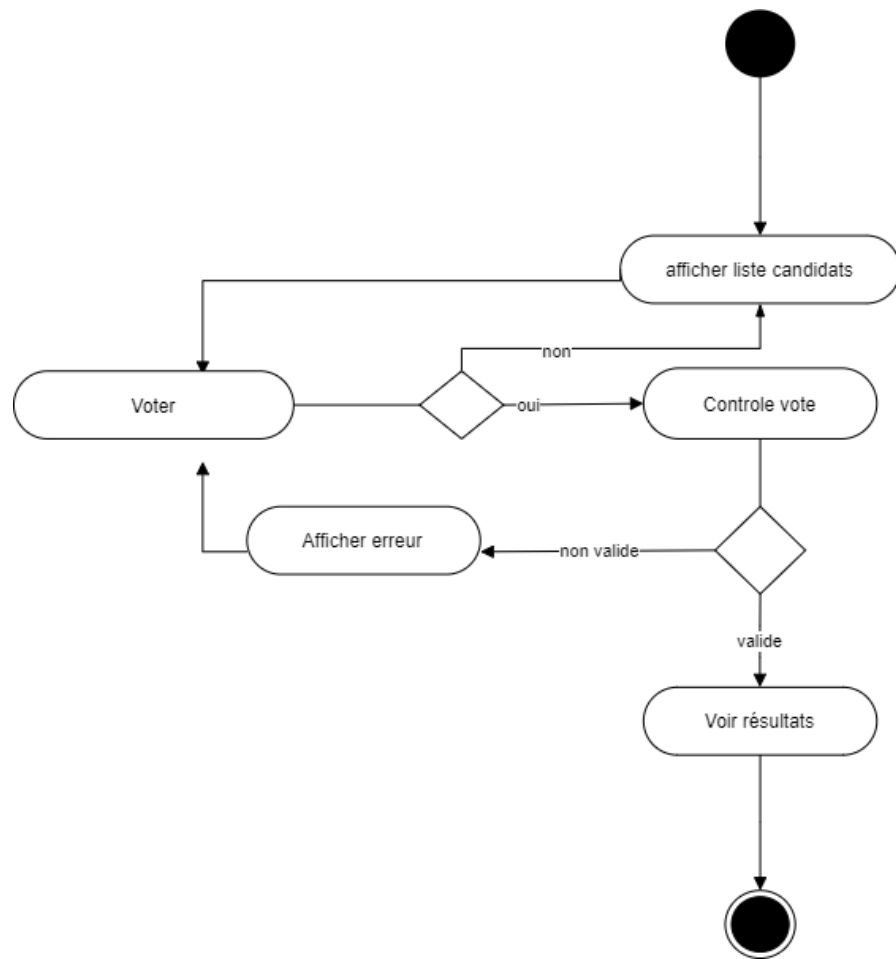 afficher liste candidats
non
Voter
oui
Controle vote
Afficher erreur
non valide
valide
Voir résultats